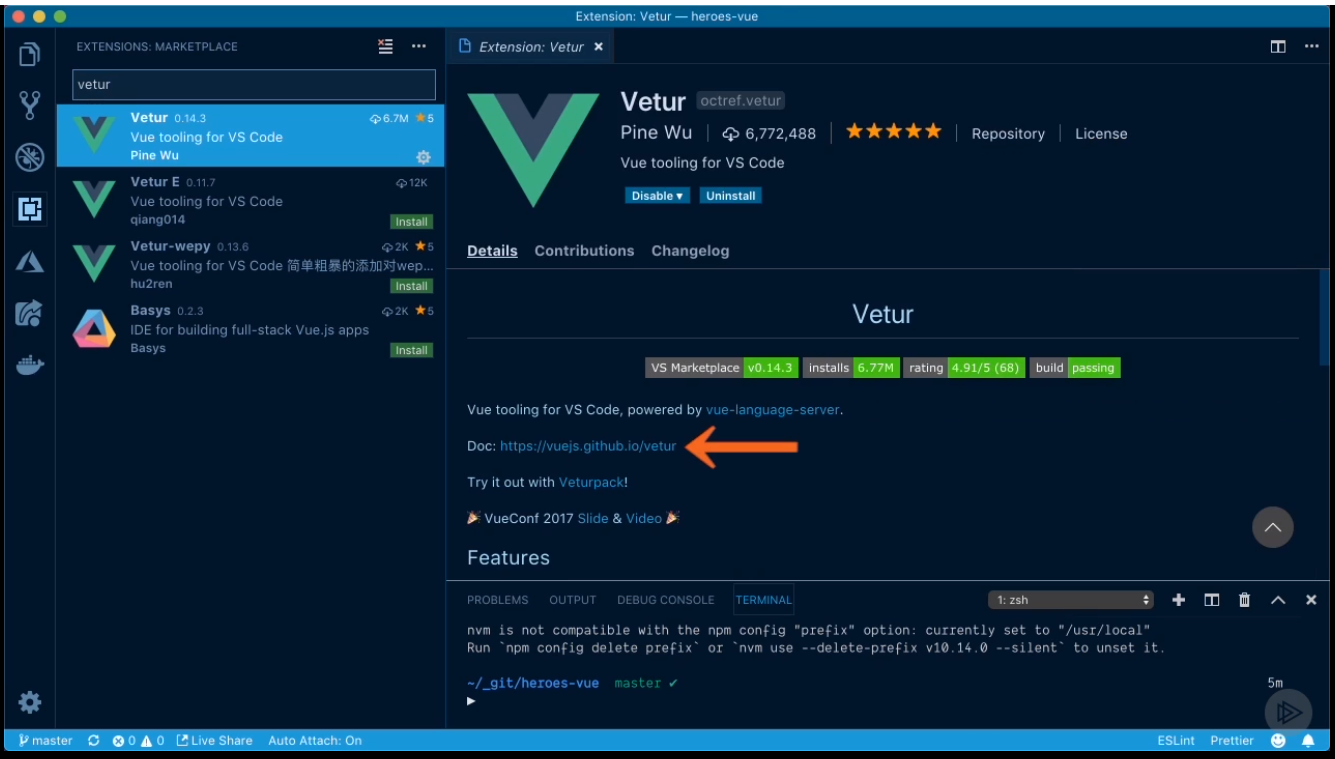 Extension: Vetur — heroes-vue
EXTENSIONS: MARKETPLACE
vetur
Vetur 0.14.3 6.7M ★5
Vue tooling for VS Code
Pine Wu
Vetur E 0.11.7 12K
Vue tooling for VS Code
qiang014 Install
Vetur-wepy 0.13.6 2K ★5
Vue tooling for VS Code 简单粗暴的添加对wep...
hu2ren Install
Basys 0.2.3 2K ★5
IDE for building full-stack Vue.js apps
Basys Install
Extension: Vetur ×
Vetur octref.vetur
Pine Wu | 6,772,488 | ★★★★★ | Repository | License
Vue tooling for VS Code
Disable ▾ Uninstall
Details Contributions Changelog
Vetur
VS Marketplace v0.14.3 installs 6.77M rating 4.91/5 (68) build passing
Vue tooling for VS Code, powered by vue-language-server.
Doc: https://vuejs.github.io/vetur
Try it out with Veturpack!
🎉 VueConf 2017 Slide & Video 🎉
Features
PROBLEMS OUTPUT DEBUG CONSOLE TERMINAL 1: zsh
nvm is not compatible with the npm config "prefix" option: currently set to "/usr/local"
Run `npm config delete prefix` or `nvm use --delete-prefix v10.14.0 --silent` to unset it.
~/_git/heroes-vue master ✔ 5m
▶
master 0 0 Live Share Auto Attach: On ESLint Prettier